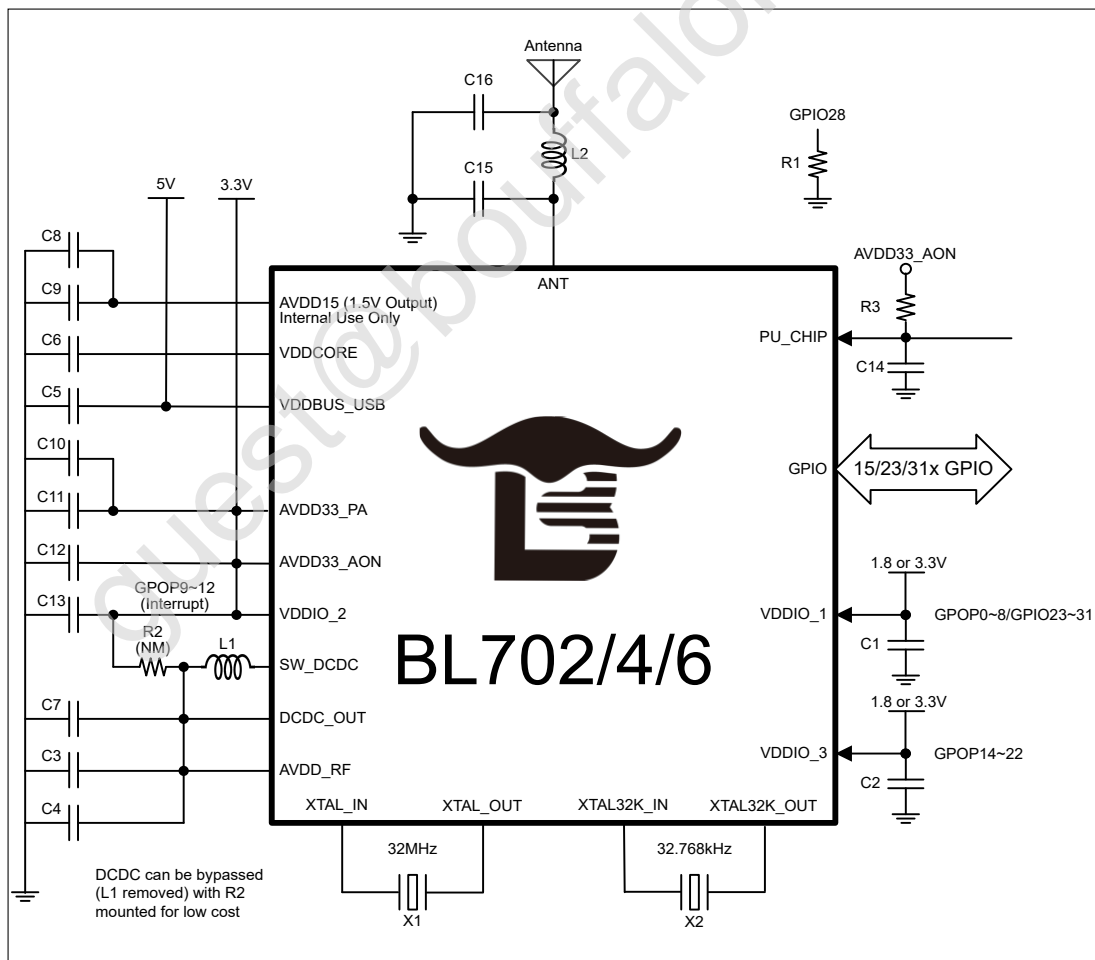 Antenna
C16
GPIO28
L2
R1
C15
5V
3.3V
C8
AVDD33_AON
ANT
C9
AVDD15 (1.5V Output)
Internal Use Only
R3
C6
VDDCORE
PU_CHIP
C14
C5
VDDBUS_USB
C10
GPIO
15/23/31x GPIO
C11
AVDD33_PA
C12
AVDD33_AON
1.8 or 3.3V
GPOP9~12
(Interrupt)
C13
VDDIO_2
VDDIO_1
GPOP0~8/GPIO23~31
R2
(NM)
L1
SW_DCDC
BL702/4/6
C1
1.8 or 3.3V
C7
DCDC_OUT
VDDIO_3
GPOP14~22
C3
AVDD_RF
C2
C4
XTAL_IN
XTAL_OUT
XTAL32K_IN
XTAL32K_OUT
32MHz
32.768kHz
DCDC can be bypassed
(L1 removed) with R2
mounted for low cost
X1
X2
guest@bouffalo